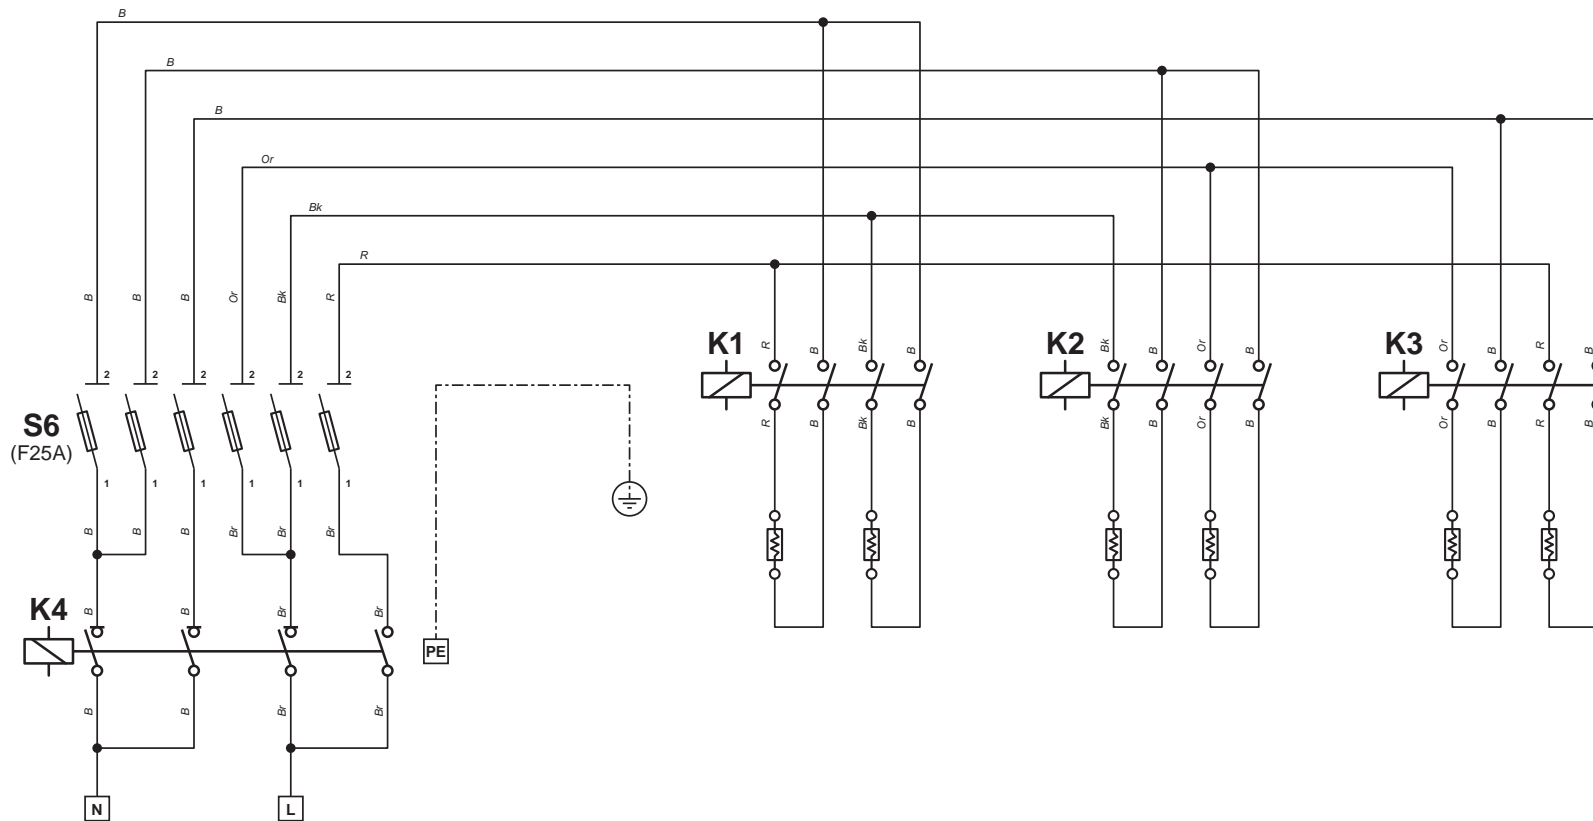 B
B
B
Or
Bk
R
B B B Or Bk R
K1 R B Bk B
K2 Bk B Or B
K3 Or B R B
2 2 2 2 2 2
S6
(F25A)
R B Bk B
Bk B Or B
Or B R B
1 1 1 1 1 1
B B B Br Br Br
K4
B B Br Br
PE
B B Br Br
N L